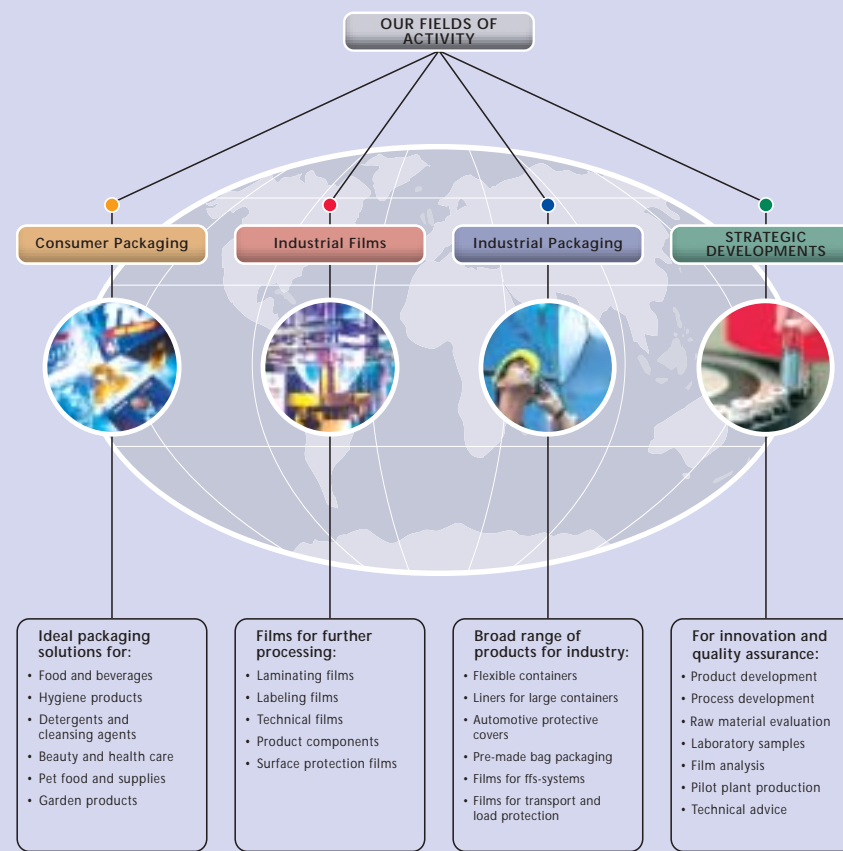 OUR FIELDS OF
ACTIVITY
Consumer Packaging
Industrial Films
Industrial Packaging
STRATEGIC
DEVELOPMENTS
Ideal packaging
solutions for:
• Food and beverages
• Hygiene products
• Detergents and
cleansing agents
• Beauty and health care
• Pet food and supplies
• Garden products
Films for further
processing:
• Laminating films
• Labeling films
• Technical films
• Product components
• Surface protection films
Broad range of
products for industry:
• Flexible containers
• Liners for large containers
• Automotive protective
covers
• Pre-made bag packaging
• Films for ffs-systems
• Films for transport and
load protection
For innovation and
quality assurance:
• Product development
• Process development
• Raw material evaluation
• Laboratory samples
• Film analysis
• Pilot plant production
• Technical advice